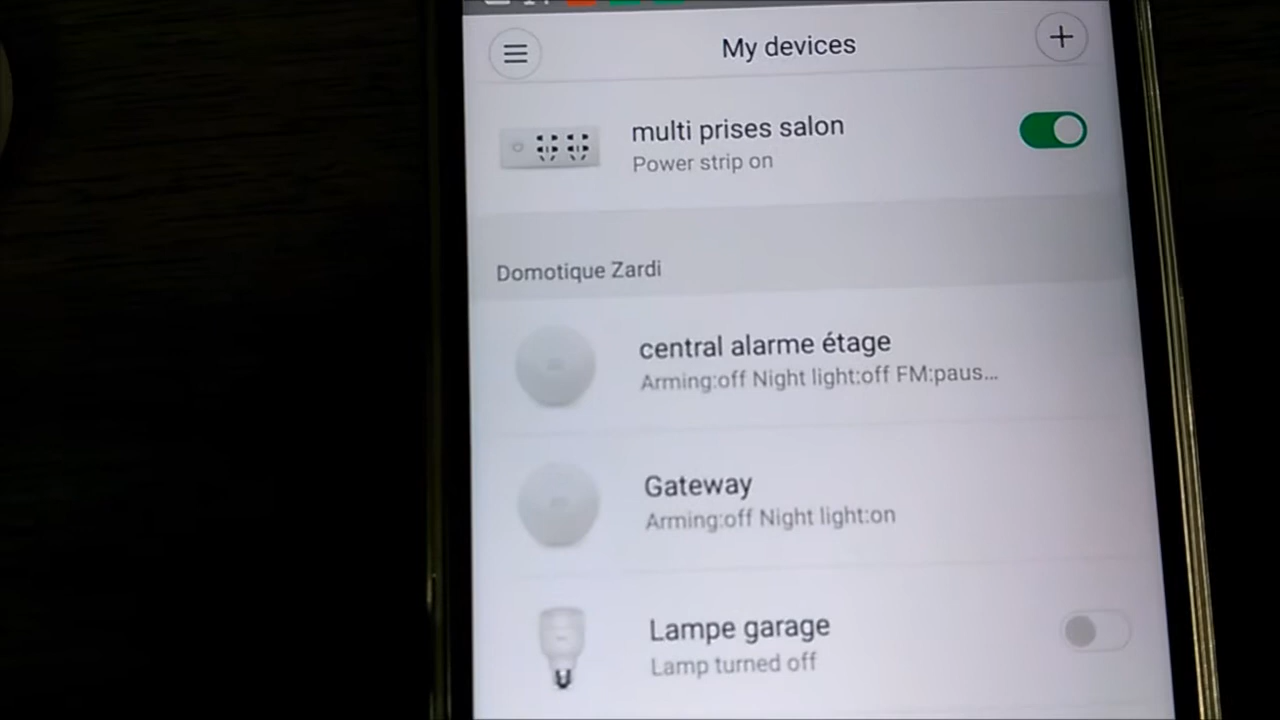 My devices
multi prises salon
Power strip on
Domotique Zardi
central alarme étage
Arming:off Night light:off FM:paus...
Gateway
Arming:off Night light:on
Lampe garage
Lamp turned off